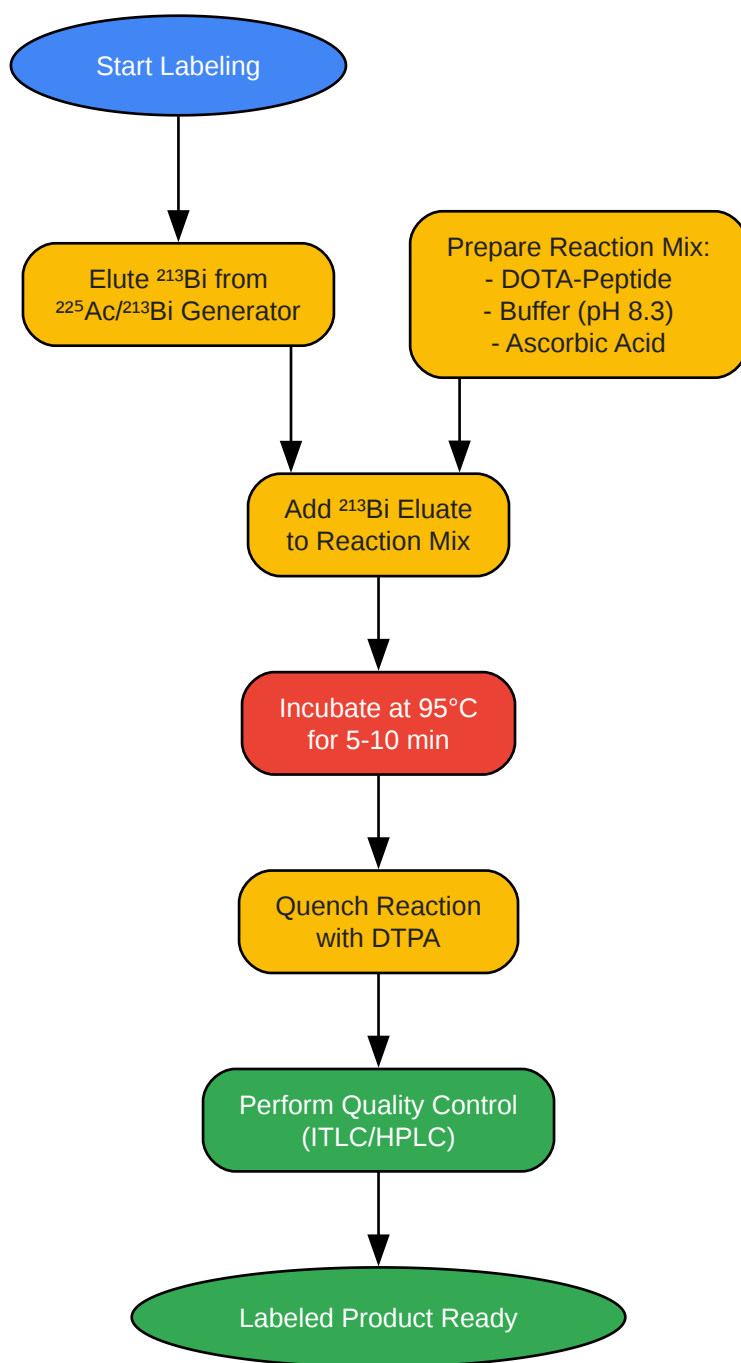 Start Labeling
Elute ²¹³Bi from
²²⁵Ac/²¹³Bi Generator
Prepare Reaction Mix:
- DOTA-Peptide
- Buffer (pH 8.3)
- Ascorbic Acid
Add ²¹³Bi Eluate
to Reaction Mix
Incubate at 95°C
for 5-10 min
Quench Reaction
with DTPA
Perform Quality Control
(ITLC/HPLC)
Labeled Product Ready